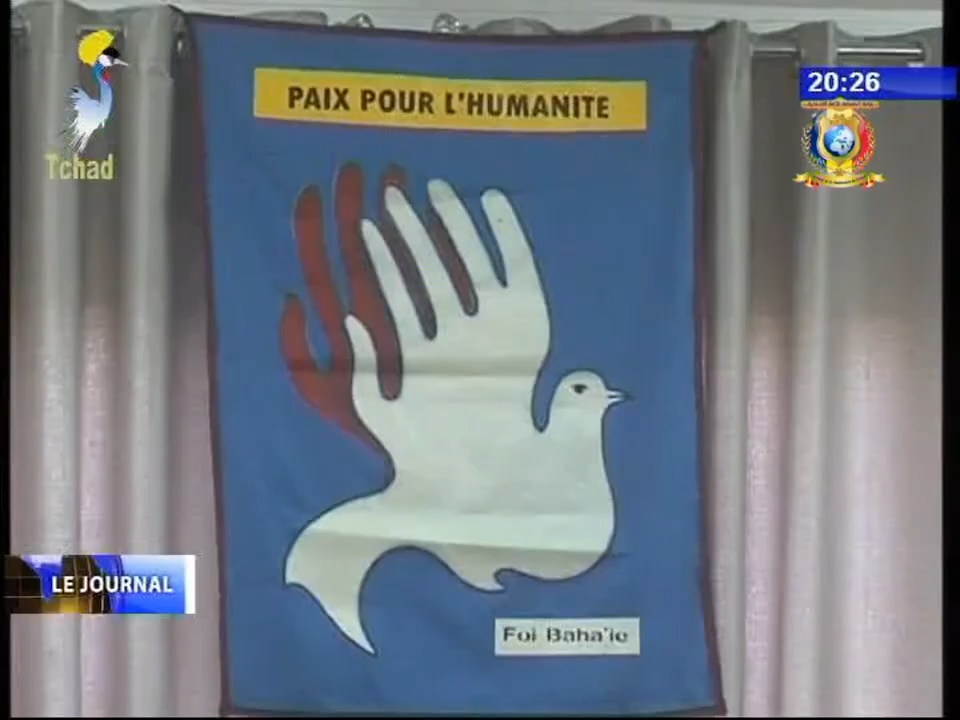 Tchad
PAIX POUR L'HUMANITE
20:26
LE JOURNAL
Foi Baha'ie